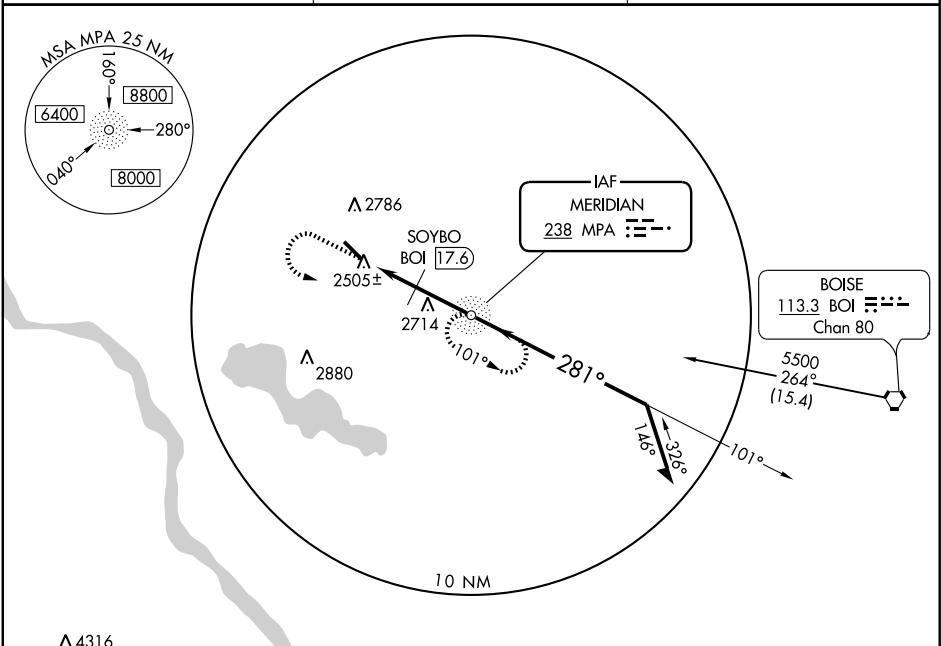 MSA MPA 25 NM
160°
8800
6400
280°
040°
8000
2786
SOYBO
BOI 17.6
2505±
2714
IAF
MERIDIAN
238 MPA
BOISE
113.3 BOI
Chan 80
5500
264°
(15.4)
2880
101°
281°
146°
326°
101°
10 NM
4316